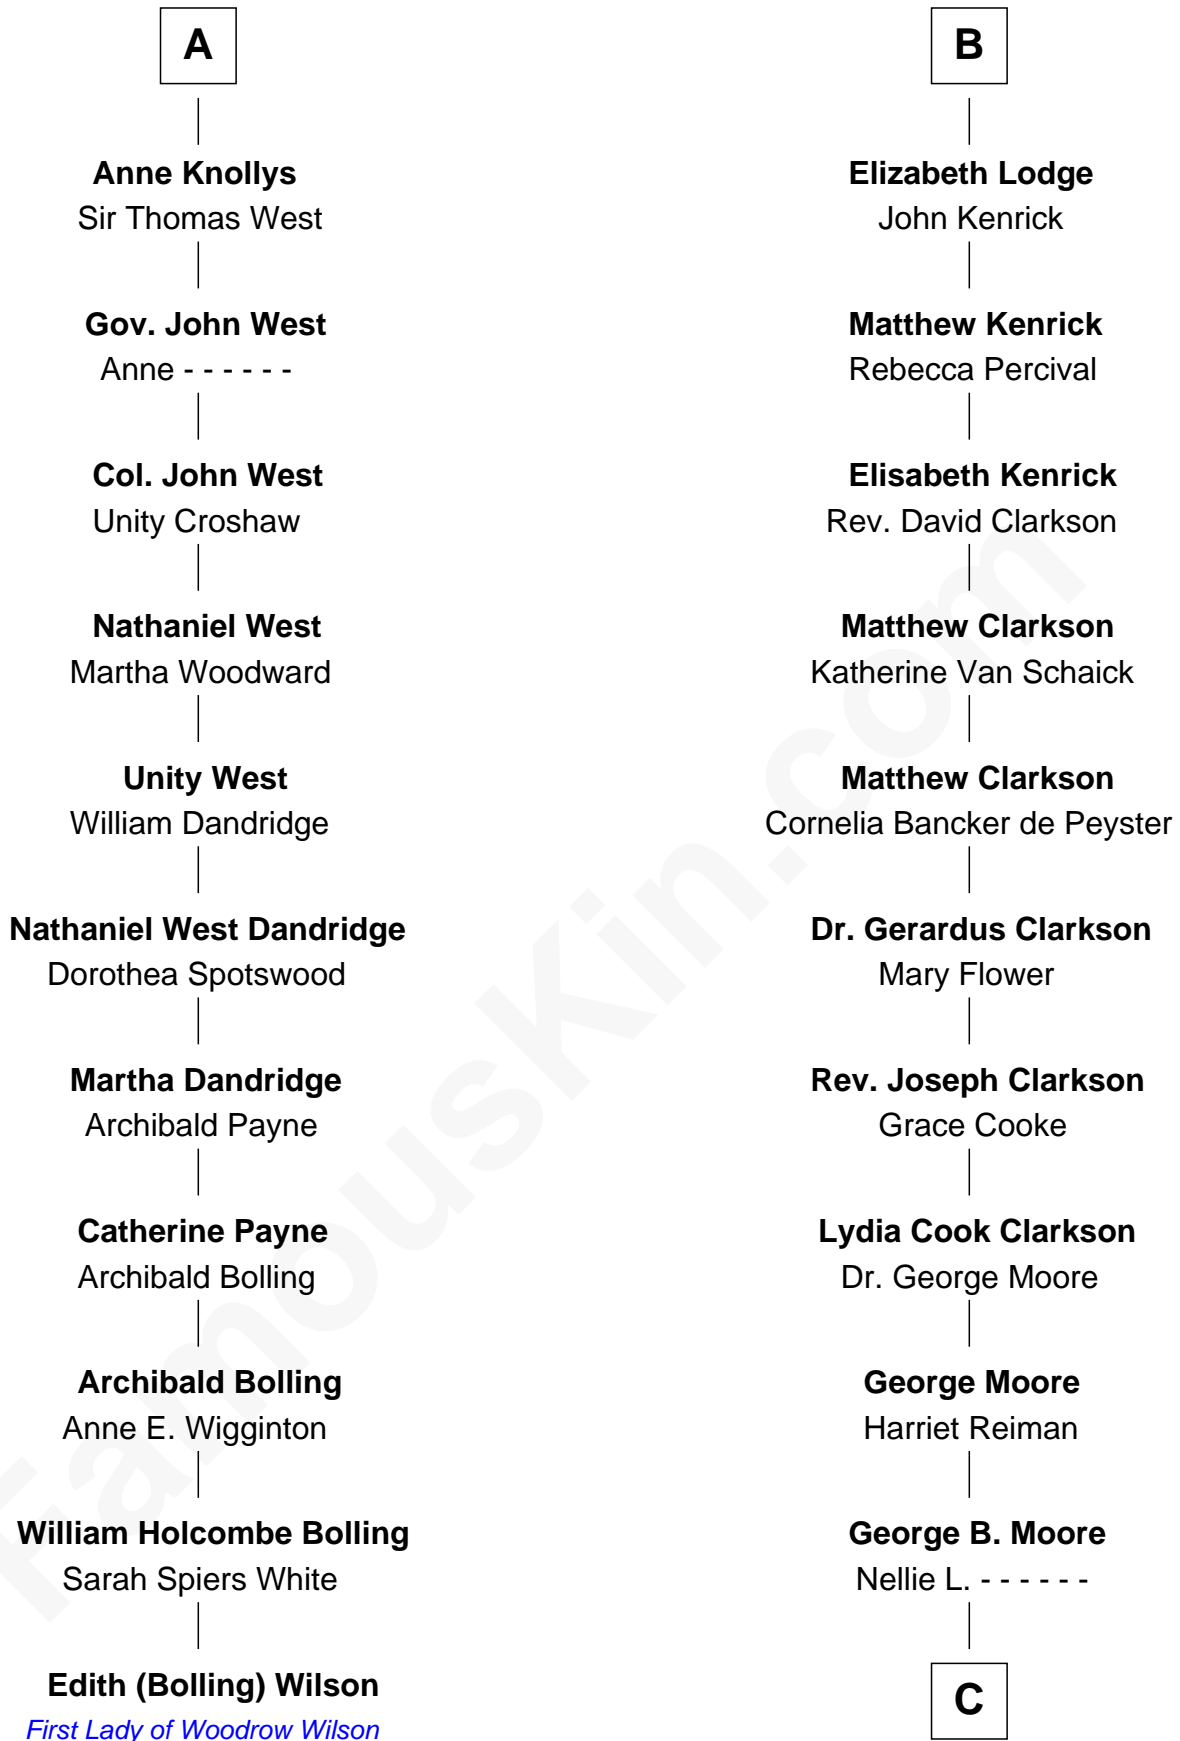 A
Anne Knollys
Sir Thomas West
Gov. John West
Anne - - - - - -
Col. John West
Unity Croshaw
Nathaniel West
Martha Woodward
Unity West
William Dandridge
Nathaniel West Dandridge
Dorothea Spotswood
Martha Dandridge
Archibald Payne
Catherine Payne
Archibald Bolling
Archibald Bolling
Anne E. Wigginton
William Holcombe Bolling
Sarah Spiers White
Edith (Bolling) Wilson
First Lady of Woodrow Wilson
B
Elizabeth Lodge
John Kenrick
Matthew Kenrick
Rebecca Percival
Elisabeth Kenrick
Rev. David Clarkson
Matthew Clarkson
Katherine Van Schaick
Matthew Clarkson
Cornelia Bancker de Peyster
Dr. Gerardus Clarkson
Mary Flower
Rev. Joseph Clarkson
Grace Cooke
Lydia Cook Clarkson
Dr. George Moore
George Moore
Harriet Reiman
George B. Moore
Nellie L. - - - - - -
C
FamousKin.com